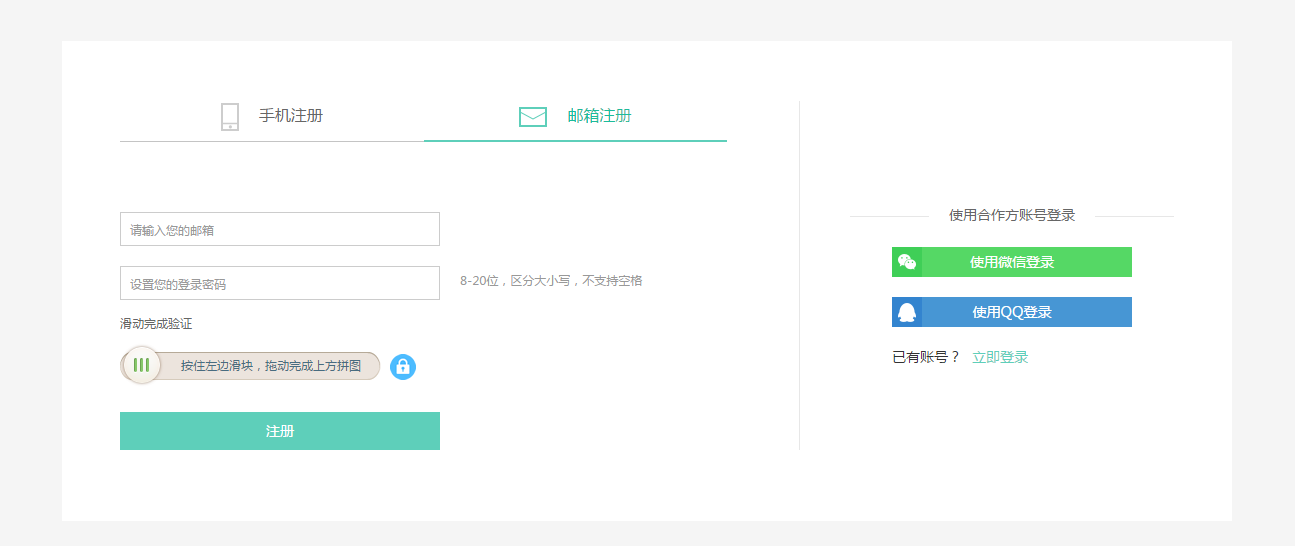 手机注册
邮箱注册
请输入您的邮箱
设置您的登录密码
8-20位，区分大小写，不支持空格
滑动完成验证
按住左边滑块，拖动完成上方拼图
注册
使用合作方账号登录
使用微信登录
使用QQ登录
已有账号？ 立即登录